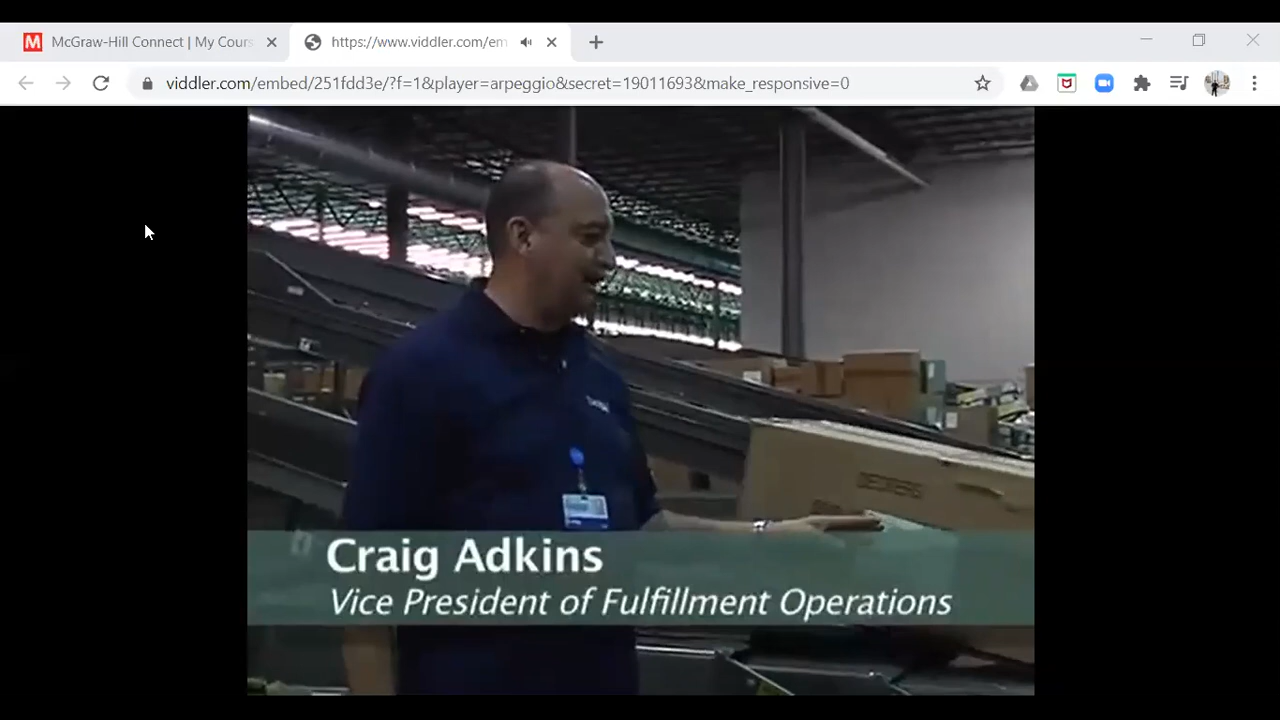 McGraw-Hill Connect | My Cours
https://www.viddler.com/em
viddler.com/embed/251fdd3e/?f=1&player=arpeggio&secret=19011693&make_responsive=0
DECKERS
Craig Adkins
Vice President of Fulfillment Operations